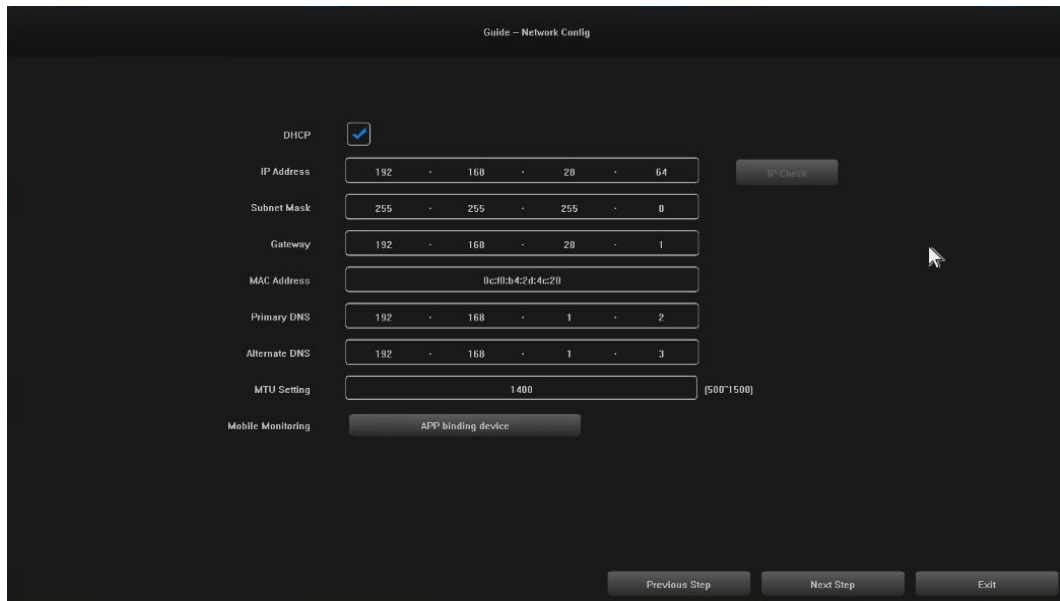 Guide – Network Config
DHCP
IP Address 192 · 168 · 28 · 64 IP Check
Subnet Mask 255 · 255 · 255 · 0
Gateway 192 · 168 · 28 · 1
MAC Address 0c:f0:b4:2d:4c:20
Primary DNS 192 · 168 · 1 · 2
Alternate DNS 192 · 168 · 1 · 3
MTU Setting 1400 (500~1500)
Mobile Monitoring APP binding device
Previous Step Next Step Exit